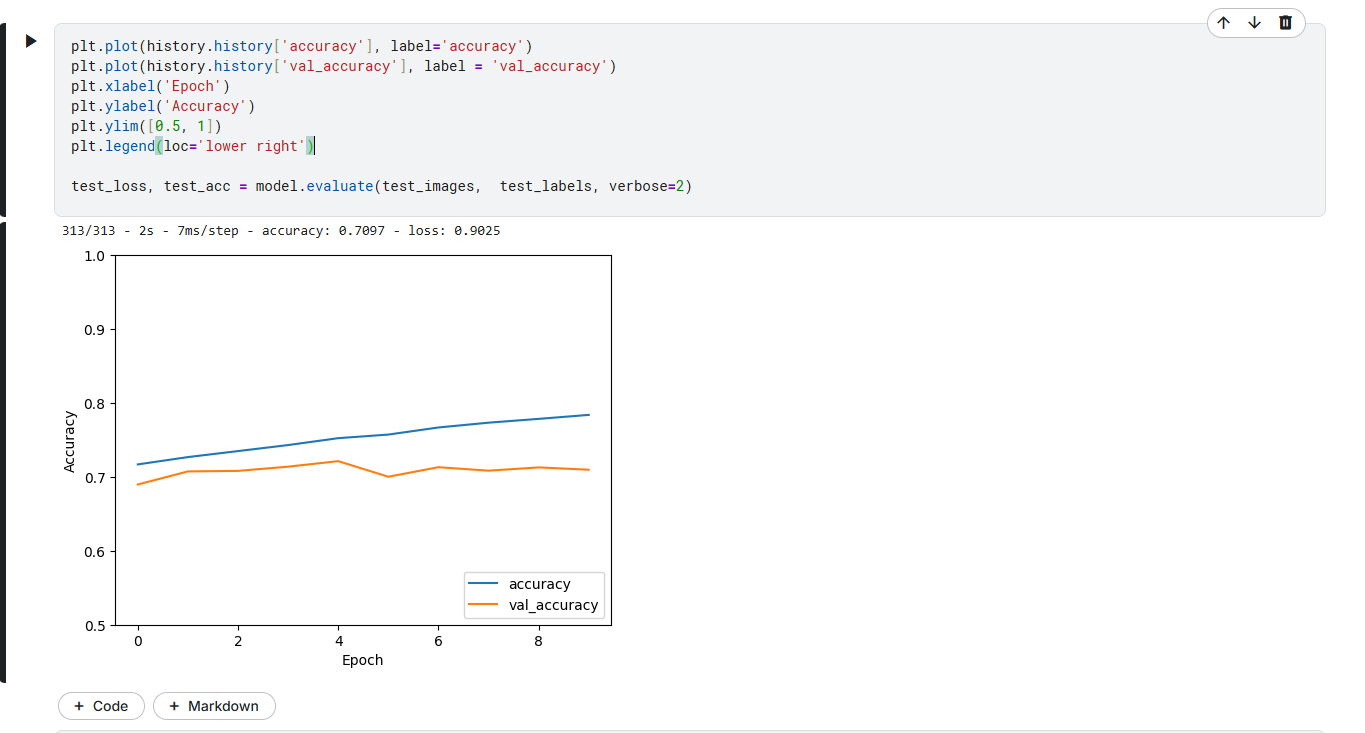 plt.plot(history.history['accuracy'], label='accuracy')
plt.plot(history.history['val_accuracy'], label = 'val_accuracy')
plt.xlabel('Epoch')
plt.ylabel('Accuracy')
plt.ylim([0.5, 1])
plt.legend(loc='lower right')
test_loss, test_acc = model.evaluate(test_images,  test_labels, verbose=2)
313/313 - 2s - 7ms/step - accuracy: 0.7097 - loss: 0.9025
1.0
0.9
0.8
0.7
0.6
0.5
Accuracy
accuracy
val_accuracy
0 2 4 6 8
Epoch
+ Code + Markdown